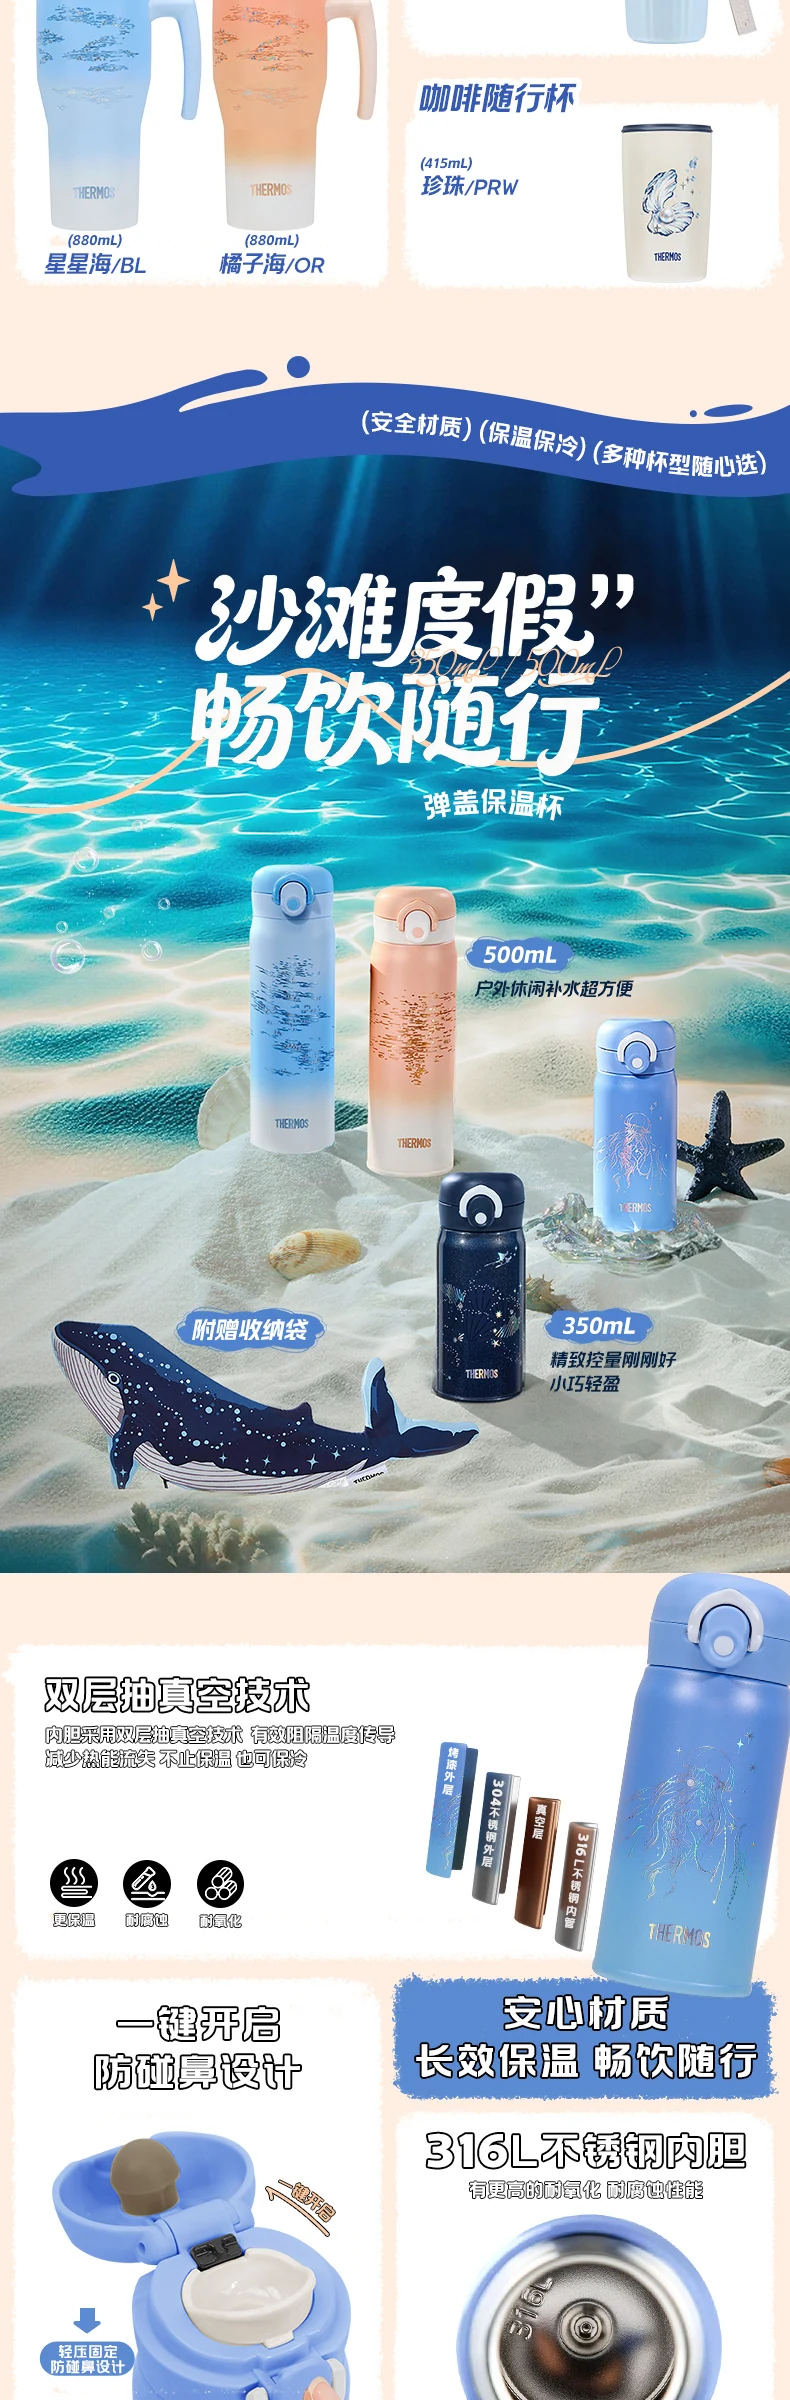 THERMOS
THERMOS
(880mL)
星星海/BL
(880mL)
橘子海/OR
咖啡随行杯
(415mL)
珍珠/PRW
THERMOS
(安全材质) (保温保冷) (多种杯型随心选)
沙滩度假”
350mL / 500mL
畅饮随行
弹盖保温杯
500mL
户外休闲补水超方便
THERMOS
THERMOS
THERMOS
附赠收纳袋
350mL
精致控量刚刚好
小巧轻盈
THERMOS
THERMOS
双层抽真空技术
内胆采用双层抽真空技术 有效阻隔温度传导
减少热能流失 不止保温 也可保冷
烤漆外层
304不锈钢外层
真空层
316L不锈钢内管
更保温
耐腐蚀
耐氧化
THERMOS
一键开启
防碰鼻设计
一键开启
轻压固定
防碰鼻设计
安心材质
长效保温 畅饮随行
316L不锈钢内胆
有更高的耐氧化 耐腐蚀性能
316L